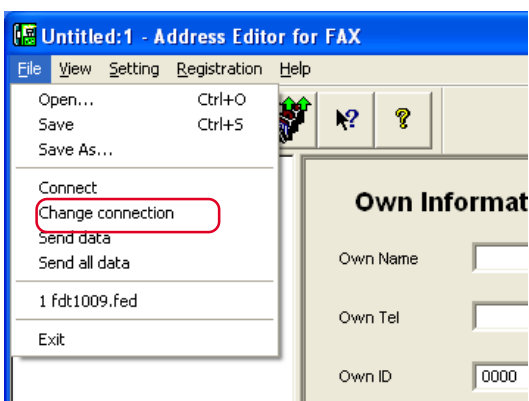 Untitled:1 - Address Editor for FAX
File View Setting Registration Help
Open... Ctrl+O
Save Ctrl+S
Save As...
Connect
Change connection
Send data
Send all data
1 fdt1009.fed
Exit
? ?
Own Informat
Own Name
Own Tel
Own ID 0000